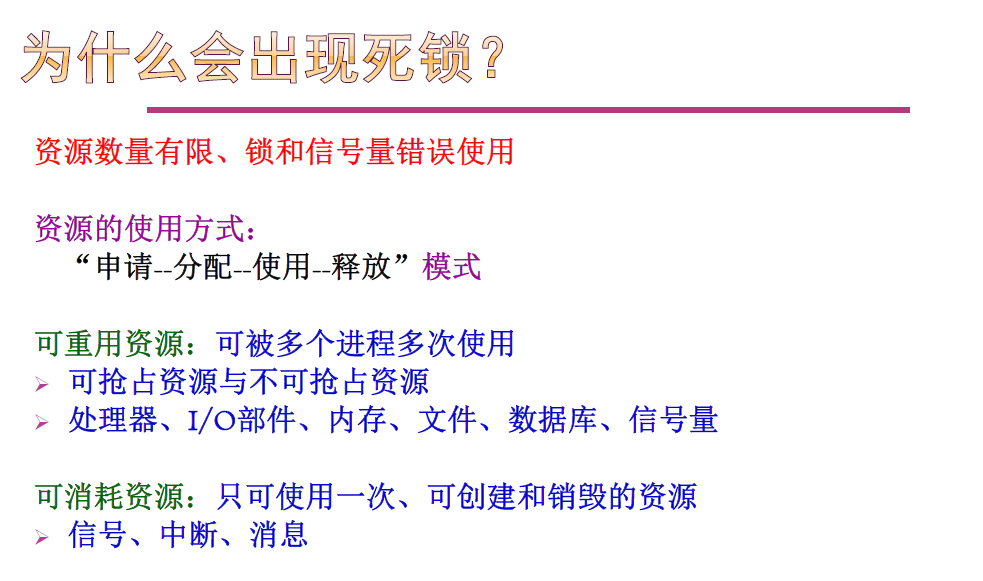 为什么会出现死锁？
资源数量有限、锁和信号量错误使用
资源的使用方式：
“申请--分配--使用--释放”模式
可重用资源：可被多个进程多次使用
➢ 可抢占资源与不可抢占资源
➢ 处理器、I/O部件、内存、文件、数据库、信号量
可消耗资源：只可使用一次、可创建和销毁的资源
➢ 信号、中断、消息